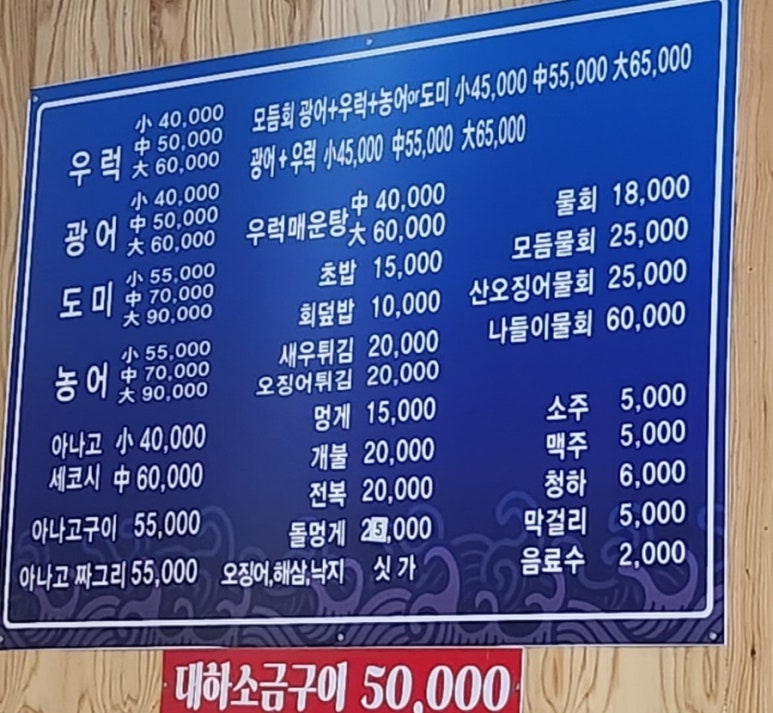 우럭 小 40,000
中 50,000
大 60,000
광어 小 40,000
中 50,000
大 60,000
도미 小 55,000
中 70,000
大 90,000
농어 小 55,000
中 70,000
大 90,000
아나고 小 40,000
세코시 中 60,000
아나고구이 55,000
아나고 짜그리 55,000
모듬회 광어+우럭+농어or도미 小45,000 中55,000 大65,000
광어+우럭 小45,000 中55,000 大65,000
우럭매운탕 中 40,000
大 60,000
초밥 15,000
회덮밥 10,000
새우튀김 20,000
오징어튀김 20,000
멍게 15,000
개불 20,000
전복 20,000
돌멍게 25,000
오징어,해삼,낙지 싯가
물회 18,000
모듬물회 25,000
산오징어물회 25,000
나들이물회 60,000
소주 5,000
맥주 5,000
청하 6,000
막걸리 5,000
음료수 2,000
대하소금구이 50,000